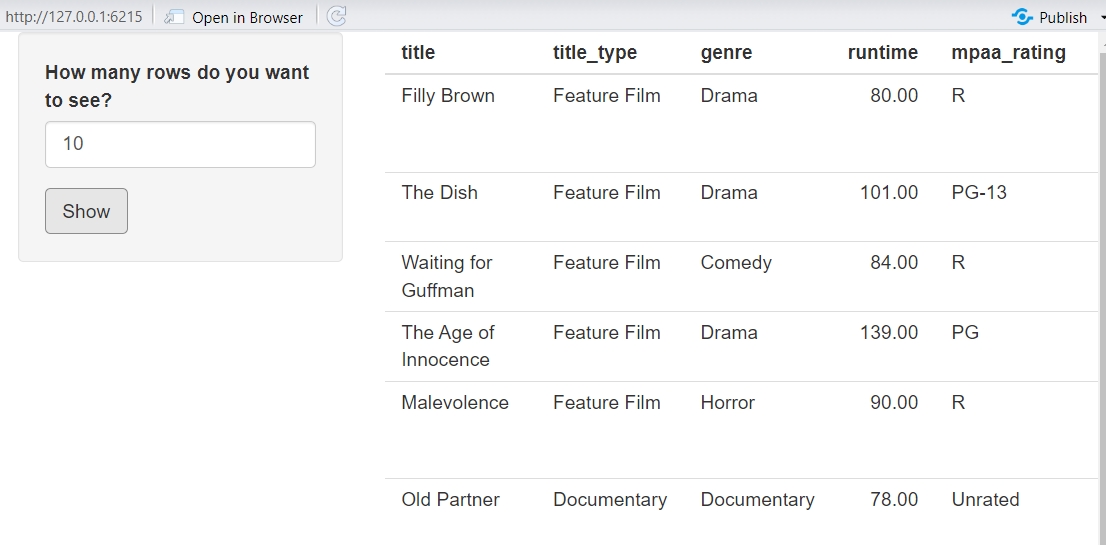 http://127.0.0.1:6215 Open in Browser Publish
How many rows do you want
to see?
10
Show
title title_type genre runtime mpaa_rating
Filly Brown Feature Film Drama 80.00 R
The Dish Feature Film Drama 101.00 PG-13
Waiting for Feature Film Comedy 84.00 R
Guffman
The Age of Feature Film Drama 139.00 PG
Innocence
Malevolence Feature Film Horror 90.00 R
Old Partner Documentary Documentary 78.00 Unrated